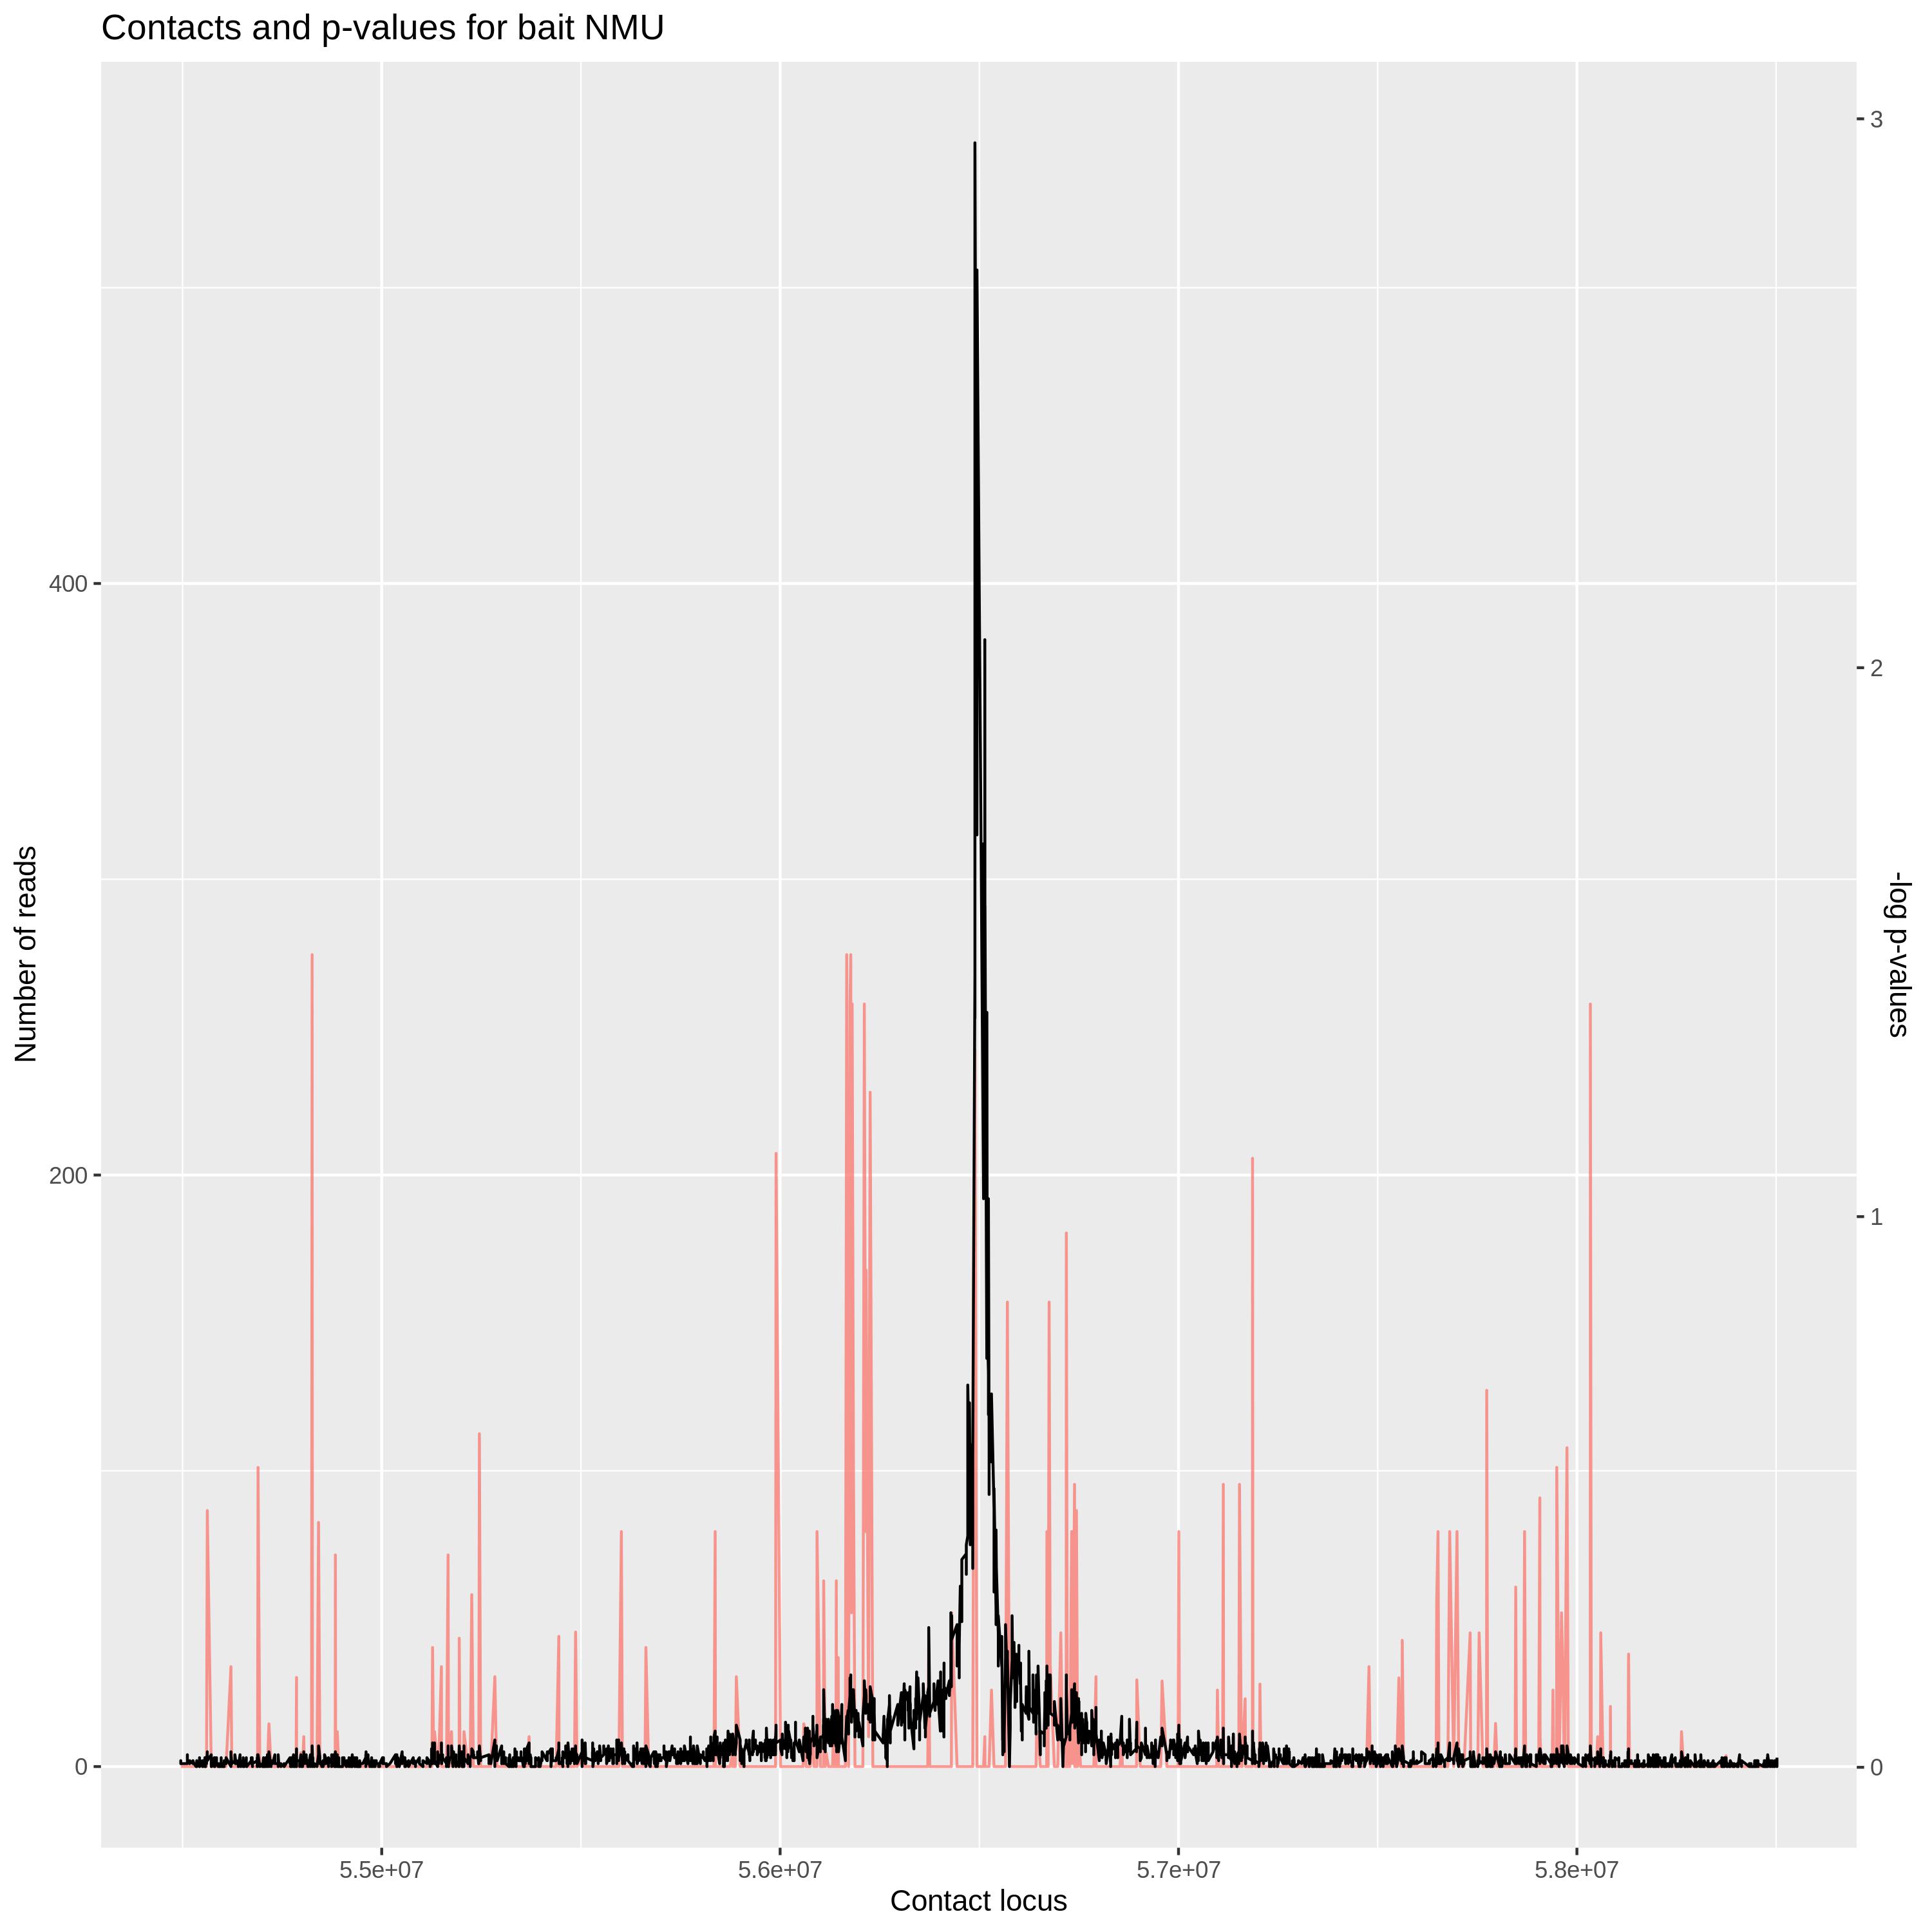 Contacts and p-values for bait NMU
3
400
2
Number of reads
-log p-values
200
1
0
0
5.5e+07
5.6e+07
5.7e+07
5.8e+07
Contact locus